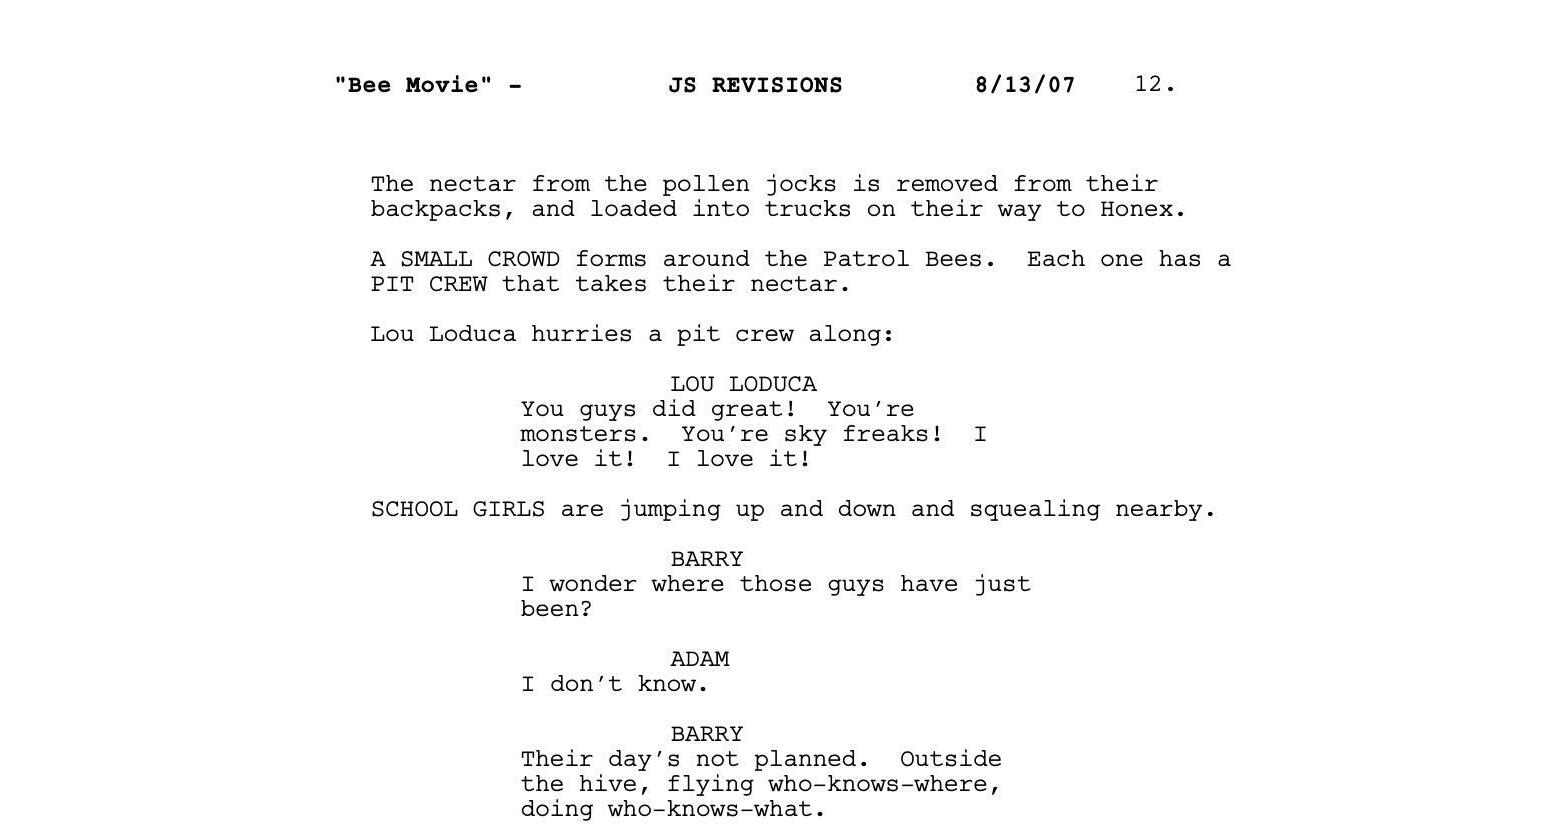 "Bee Movie" - JS REVISIONS 8/13/07 12.
The nectar from the pollen jocks is removed from their
backpacks, and loaded into trucks on their way to Honex.
A SMALL CROWD forms around the Patrol Bees.  Each one has a
PIT CREW that takes their nectar.
Lou Loduca hurries a pit crew along:
LOU LODUCA
You guys did great!  You're
monsters.  You're sky freaks!  I
love it!  I love it!
SCHOOL GIRLS are jumping up and down and squealing nearby.
BARRY
I wonder where those guys have just
been?
ADAM
I don't know.
BARRY
Their day's not planned.  Outside
the hive, flying who-knows-where,
doing who-knows-what.